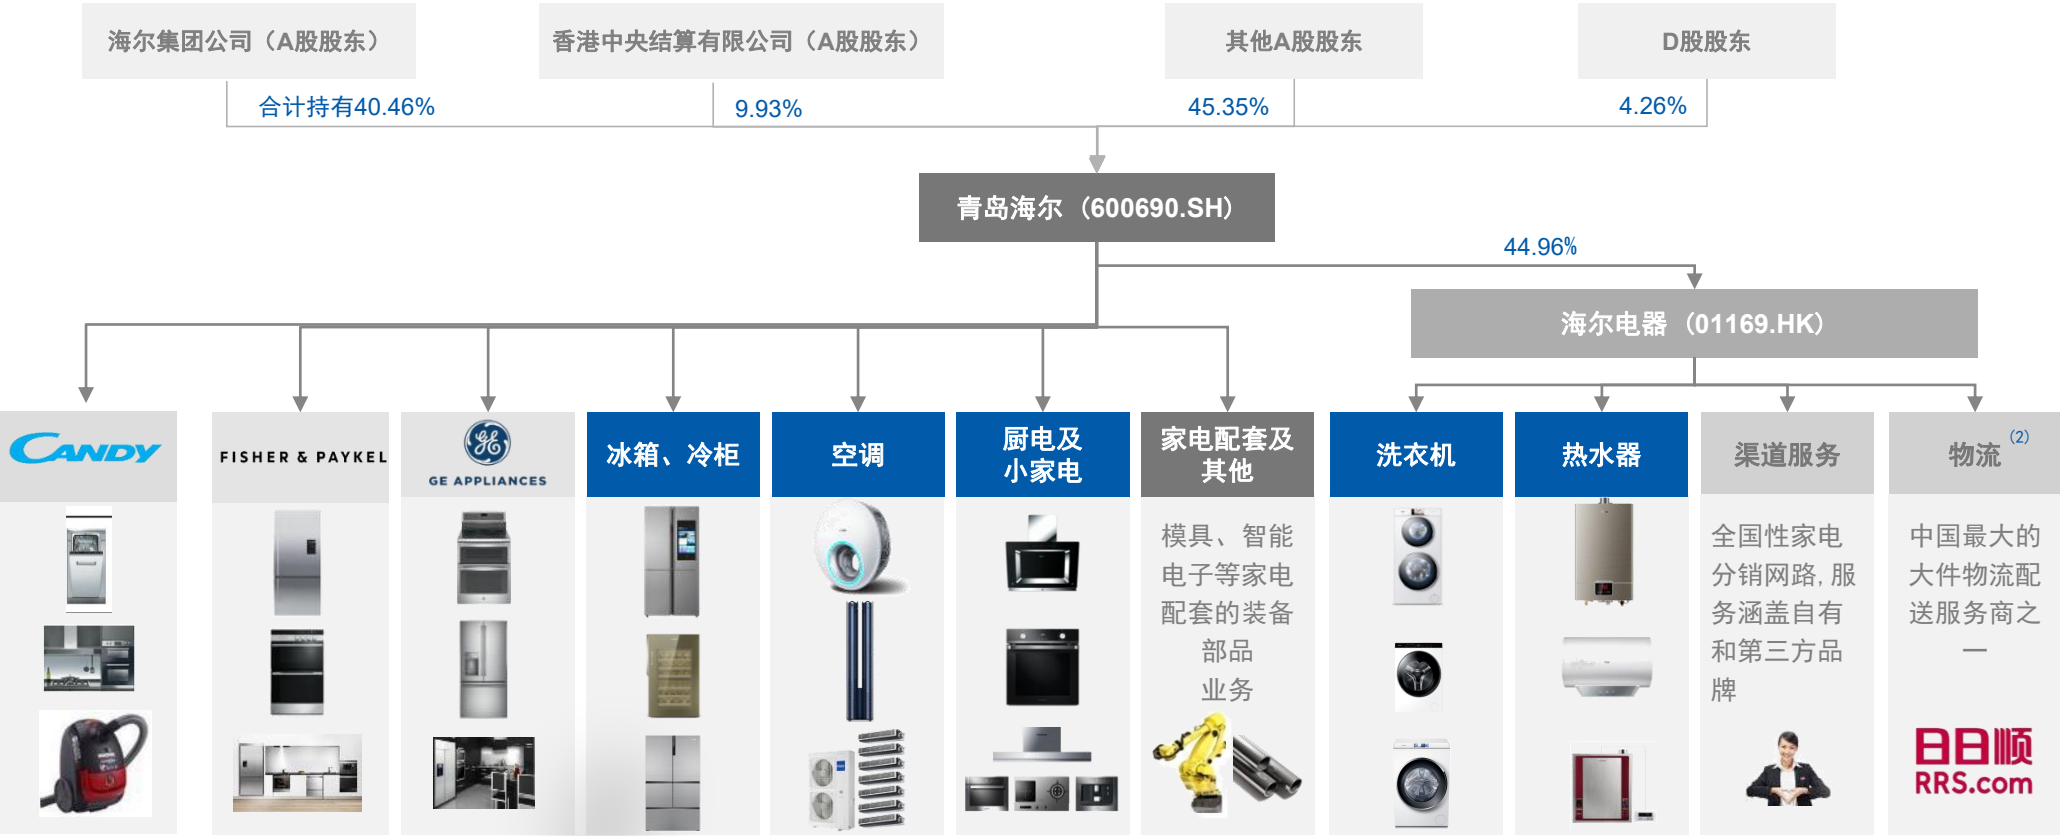 海尔集团公司（A股股东）
香港中央结算有限公司（A股股东）
其他A股股东
D股股东
合计持有40.46%
9.93%
45.35%
4.26%
青岛海尔（600690.SH）
44.96%
海尔电器（01169.HK）
CANDY
FISHER & PAYKEL
GE
GE APPLIANCES
冰箱、冷柜
空调
厨电及
小家电
家电配套及
其他
洗衣机
热水器
渠道服务
物流(2)
模具、智能
电子等家电
配套的装备
部品
业务
全国性家电
分销网路,服
务涵盖自有
和第三方品
牌
中国最大的
大件物流配
送服务商之
一
日日顺
RRS.com